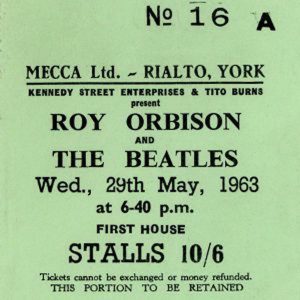 No 16 A
MECCA Ltd. - RIALTO, YORK
KENNEDY STREET ENTERPRISES & TITO BURNS
present
ROY ORBISON
AND
THE BEATLES
Wed., 29th May, 1963
at 6-40 p.m.
FIRST HOUSE
STALLS 10/6
Tickets cannot be exchanged or money refunded.
THIS PORTION TO BE RETAINED